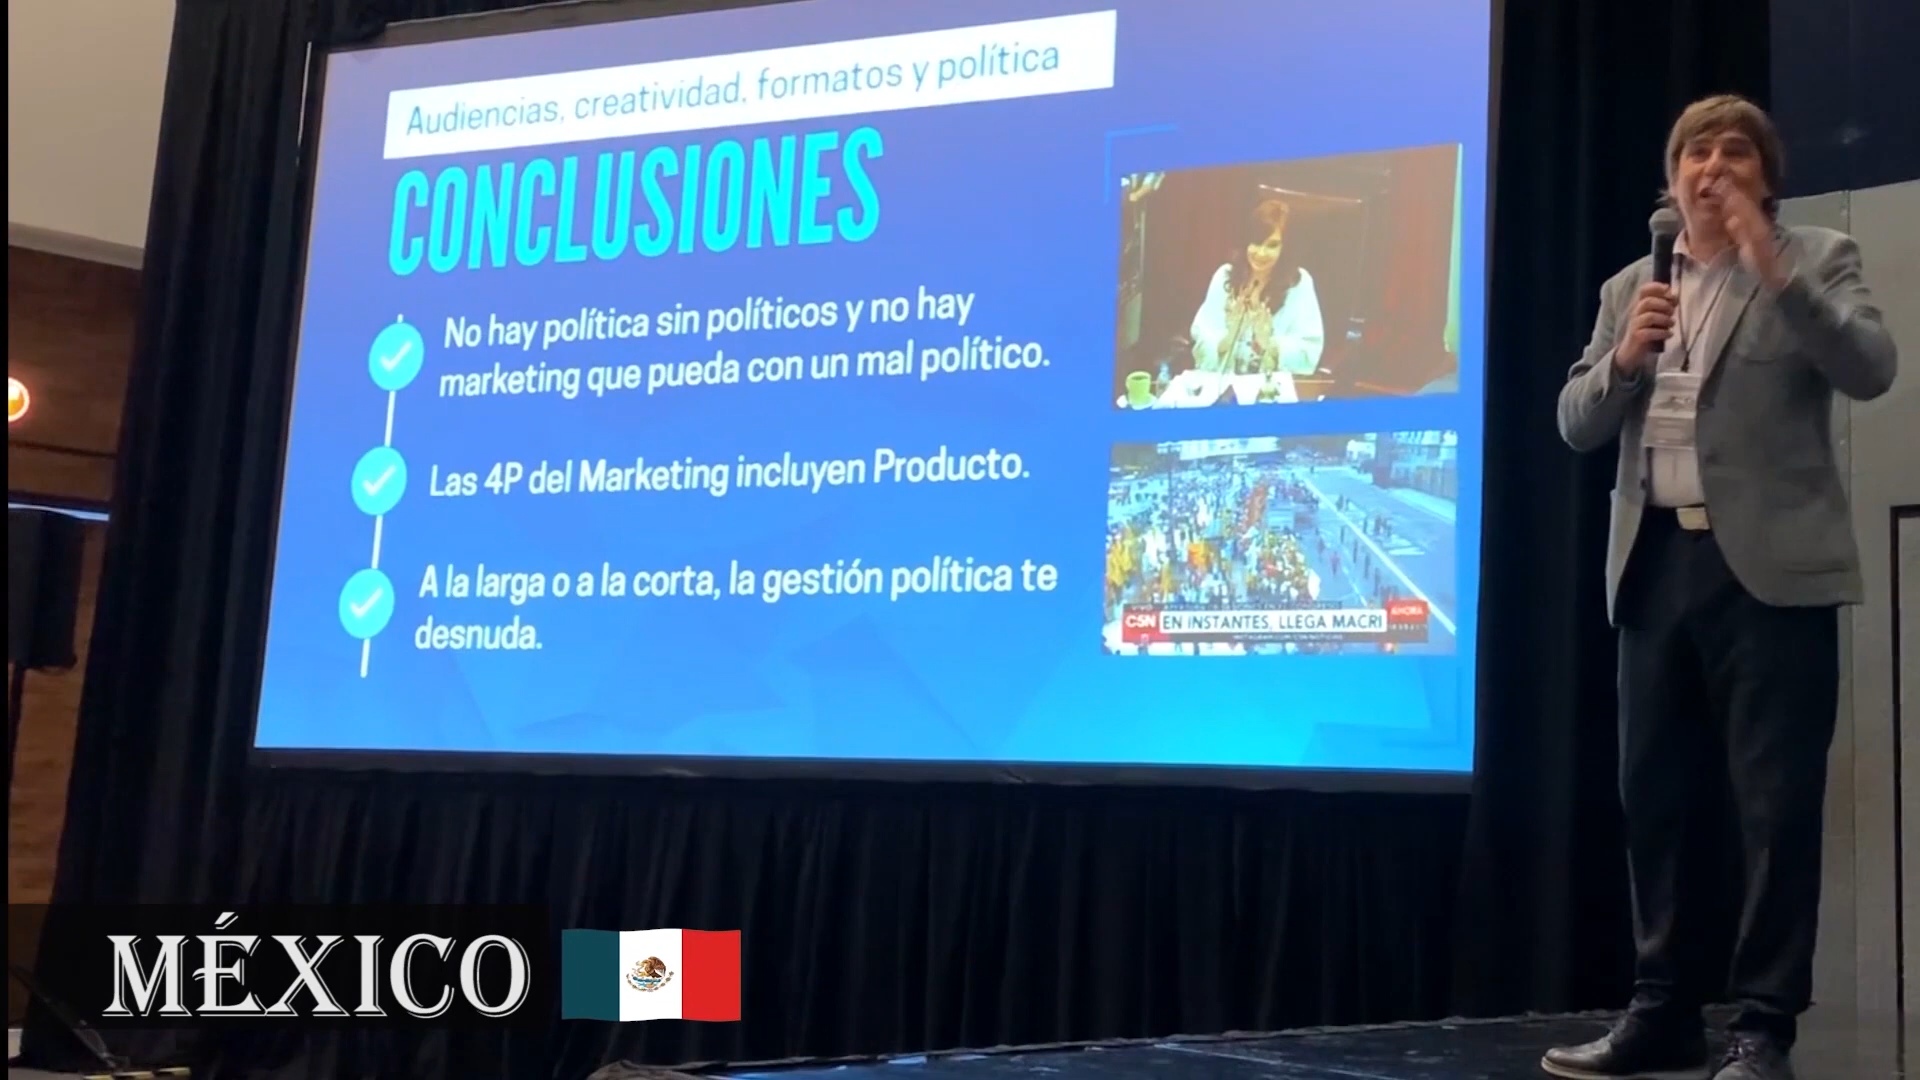 Audiencias, creatividad, formatos y política
CONCLUSIONES
No hay política sin políticos y no hay
marketing que pueda con un mal político.
Las 4P del Marketing incluyen Producto.
A la larga o a la corta, la gestión política te
desnuda.
C5N
EN INSTANTES, LLEGA MACRI
AHORA
MÉXICO